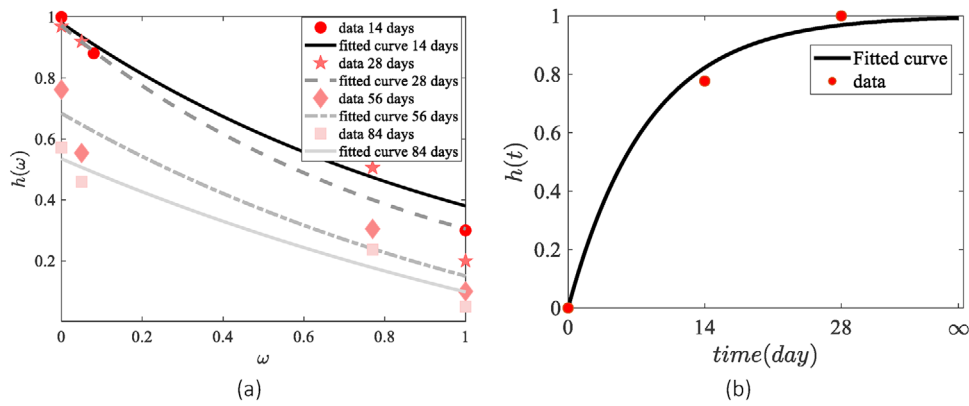 1
0.8
0.6
0.4
0.2
h(ω)
data 14 days
fitted curve 14 days
data 28 days
fitted curve 28 days
data 56 days
fitted curve 56 days
data 84 days
fitted curve 84 days
0 0.2 0.4 0.6 0.8 1
ω
(a)
1
0.8
0.6
0.4
0.2
0
h(t)
Fitted curve
data
0 14 28 ∞
time(day)
(b)